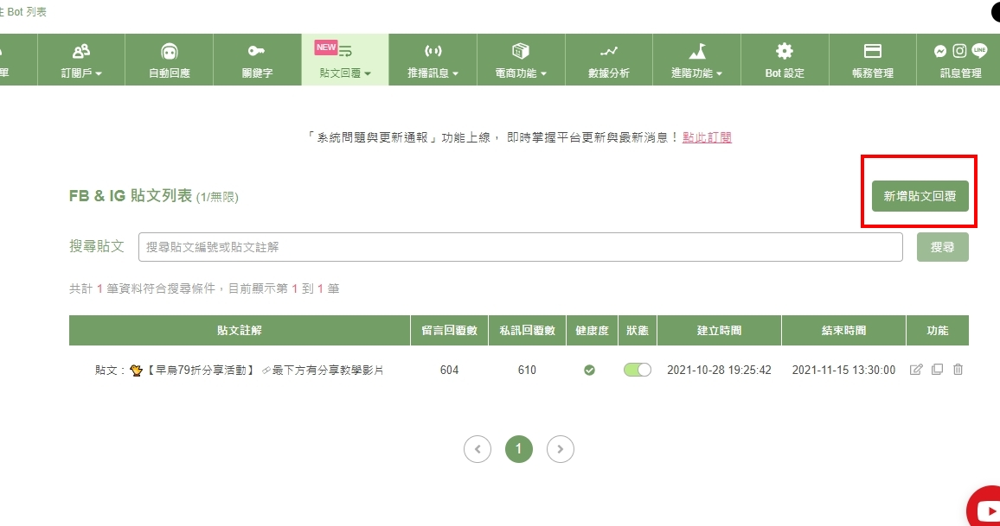 Bot 列表
單
訂閱戶
自動回應
關鍵字
NEW
貼文回覆
推播訊息
電商功能
數據分析
進階功能
Bot 設定
帳務管理
LINE
訊息管理
「系統問題與更新通報」功能上線， 即時掌握平台更新與最新消息！點此訂閱
FB & IG 貼文列表 (1/無限)
新增貼文回覆
搜尋貼文
搜尋貼文編號或貼文註解
搜尋
共計 1 筆資料符合搜尋條件，目前顯示第 1 到 1 筆
貼文註解 留言回覆數 私訊回覆數 健康度 狀態 建立時間 結束時間 功能
貼文：🐥【早鳥79折分享活動】 🔗最下方有分享教學影片 604 610 2021-10-28 19:25:42 2021-11-15 13:30:00
1